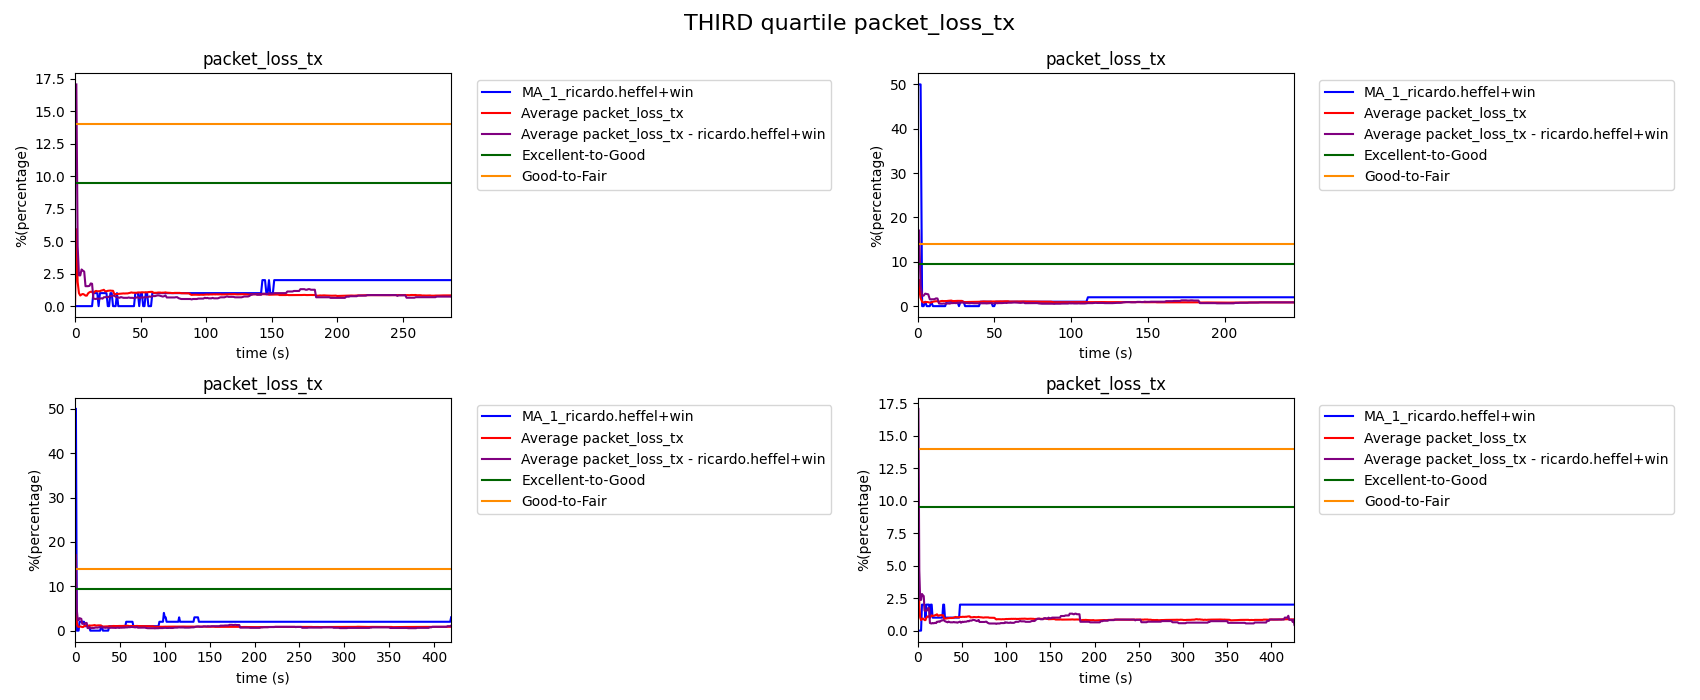 THIRD quartile packet_loss_tx
packet_loss_tx
17.5
15.0
12.5
10.0
7.5
5.0
2.5
0.0
%(percentage)
0 50 100 150 200 250
time (s)
MA_1_ricardo.heffel+win
Average packet_loss_tx
Average packet_loss_tx - ricardo.heffel+win
Excellent-to-Good
Good-to-Fair
packet_loss_tx
50
40
30
20
10
0
%(percentage)
0 50 100 150 200
time (s)
MA_1_ricardo.heffel+win
Average packet_loss_tx
Average packet_loss_tx - ricardo.heffel+win
Excellent-to-Good
Good-to-Fair
packet_loss_tx
50
40
30
20
10
0
%(percentage)
0 50 100 150 200 250 300 350 400
time (s)
MA_1_ricardo.heffel+win
Average packet_loss_tx
Average packet_loss_tx - ricardo.heffel+win
Excellent-to-Good
Good-to-Fair
packet_loss_tx
17.5
15.0
12.5
10.0
7.5
5.0
2.5
0.0
%(percentage)
0 50 100 150 200 250 300 350 400
time (s)
MA_1_ricardo.heffel+win
Average packet_loss_tx
Average packet_loss_tx - ricardo.heffel+win
Excellent-to-Good
Good-to-Fair